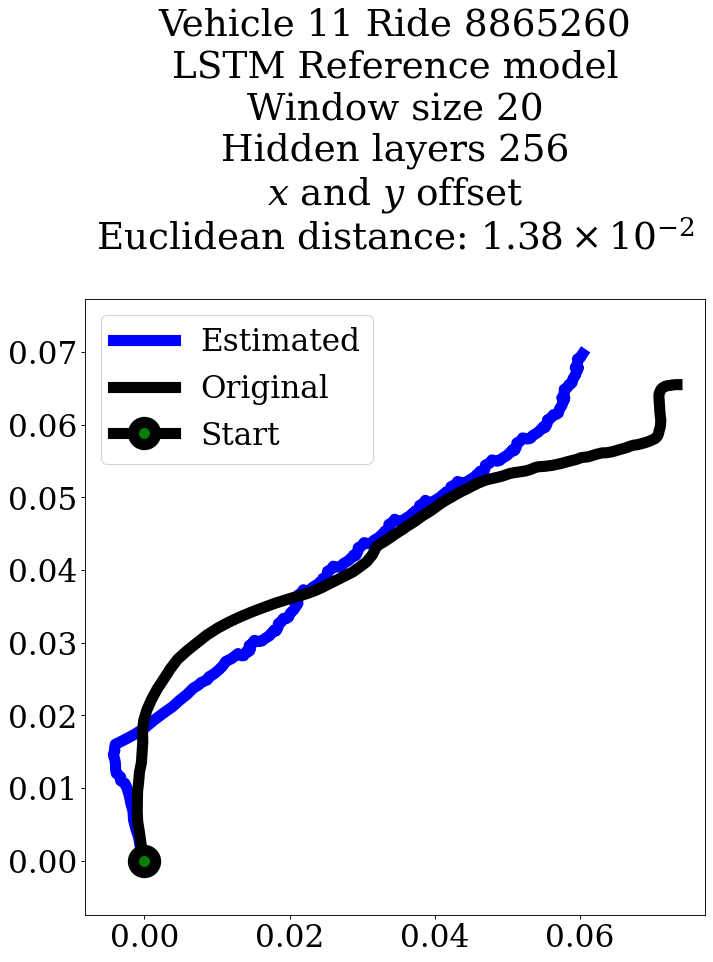 Vehicle 11 Ride 8865260
LSTM Reference model
Window size 20
Hidden layers 256
x and y offset
Euclidean distance: 1.38 × 10⁻²
Estimated
Original
Start
0.07
0.06
0.05
0.04
0.03
0.02
0.01
0.00
0.00 0.02 0.04 0.06